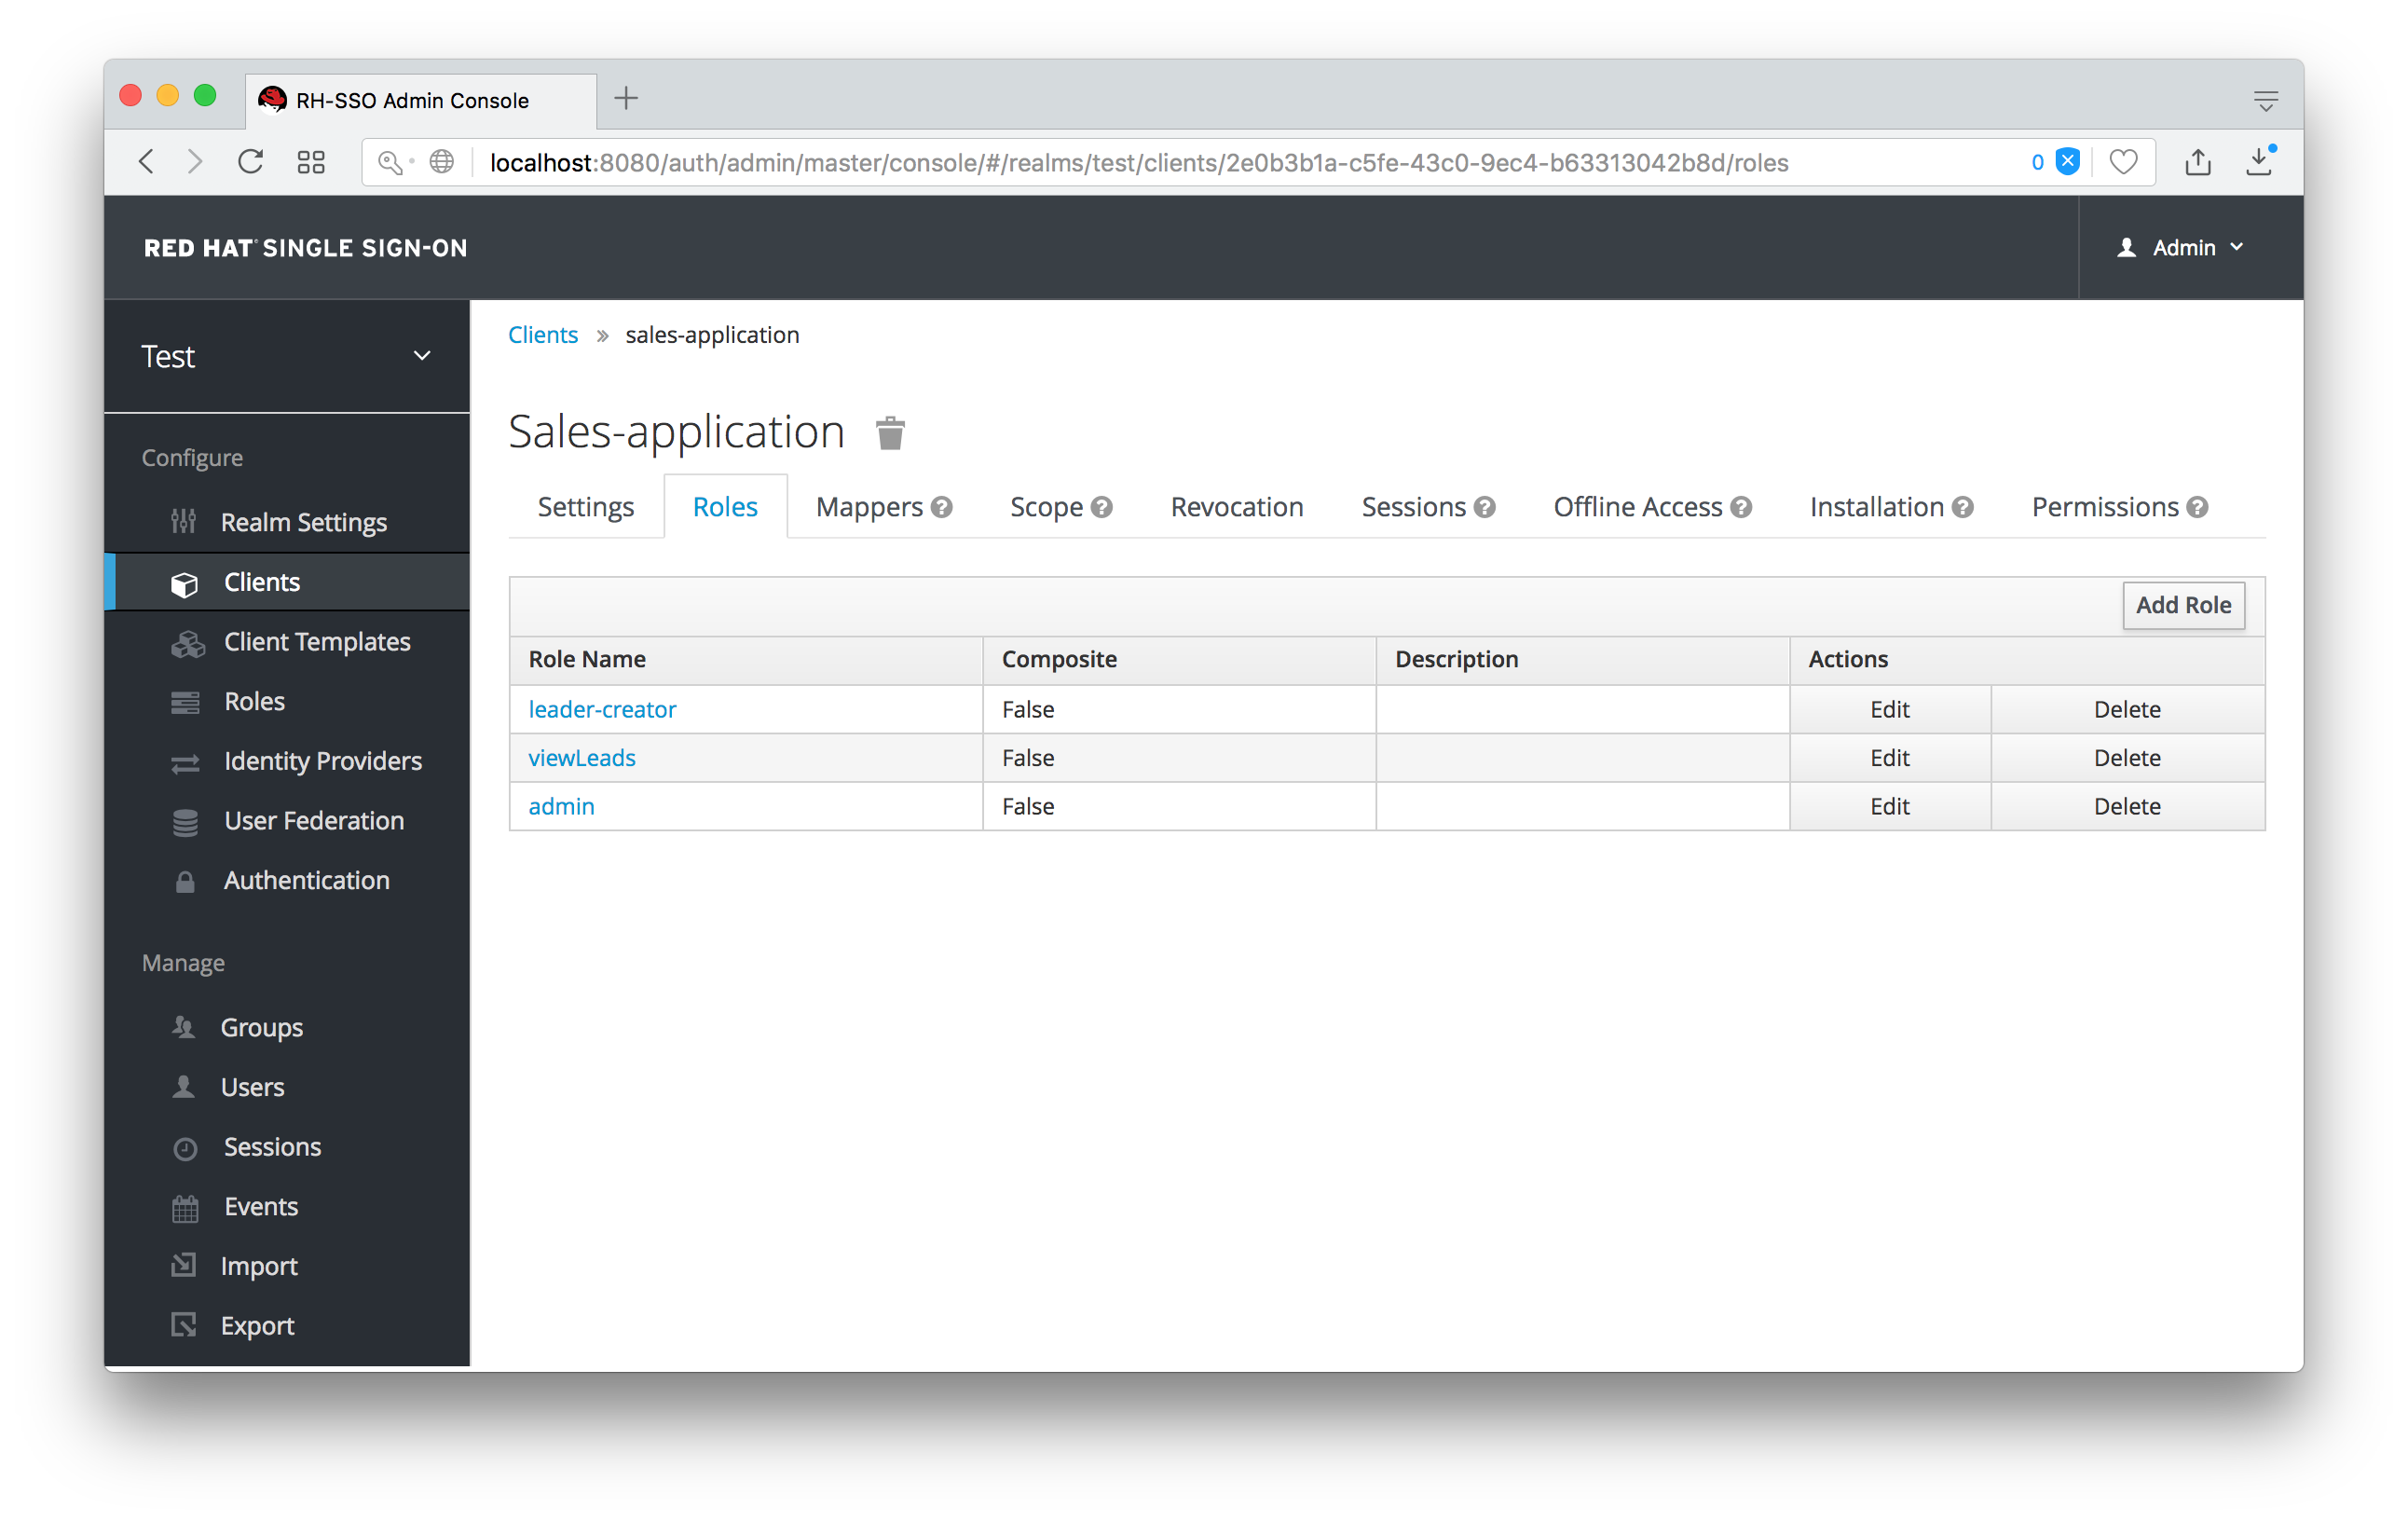 RH-SSO Admin Console
localhost:8080/auth/admin/master/console/#/realms/test/clients/2e0b3b1a-c5fe-43c0-9ec4-b63313042b8d/roles 0
RED HAT SINGLE SIGN-ON
Admin
Test
Configure
Realm Settings
Clients
Client Templates
Roles
Identity Providers
User Federation
Authentication
Manage
Groups
Users
Sessions
Events
Import
Export
Clients » sales-application
Sales-application
Settings Roles Mappers ? Scope ? Revocation Sessions ? Offline Access ? Installation ? Permissions ?
Add Role
Role Name Composite Description Actions
leader-creator False Edit Delete
viewLeads False Edit Delete
admin False Edit Delete